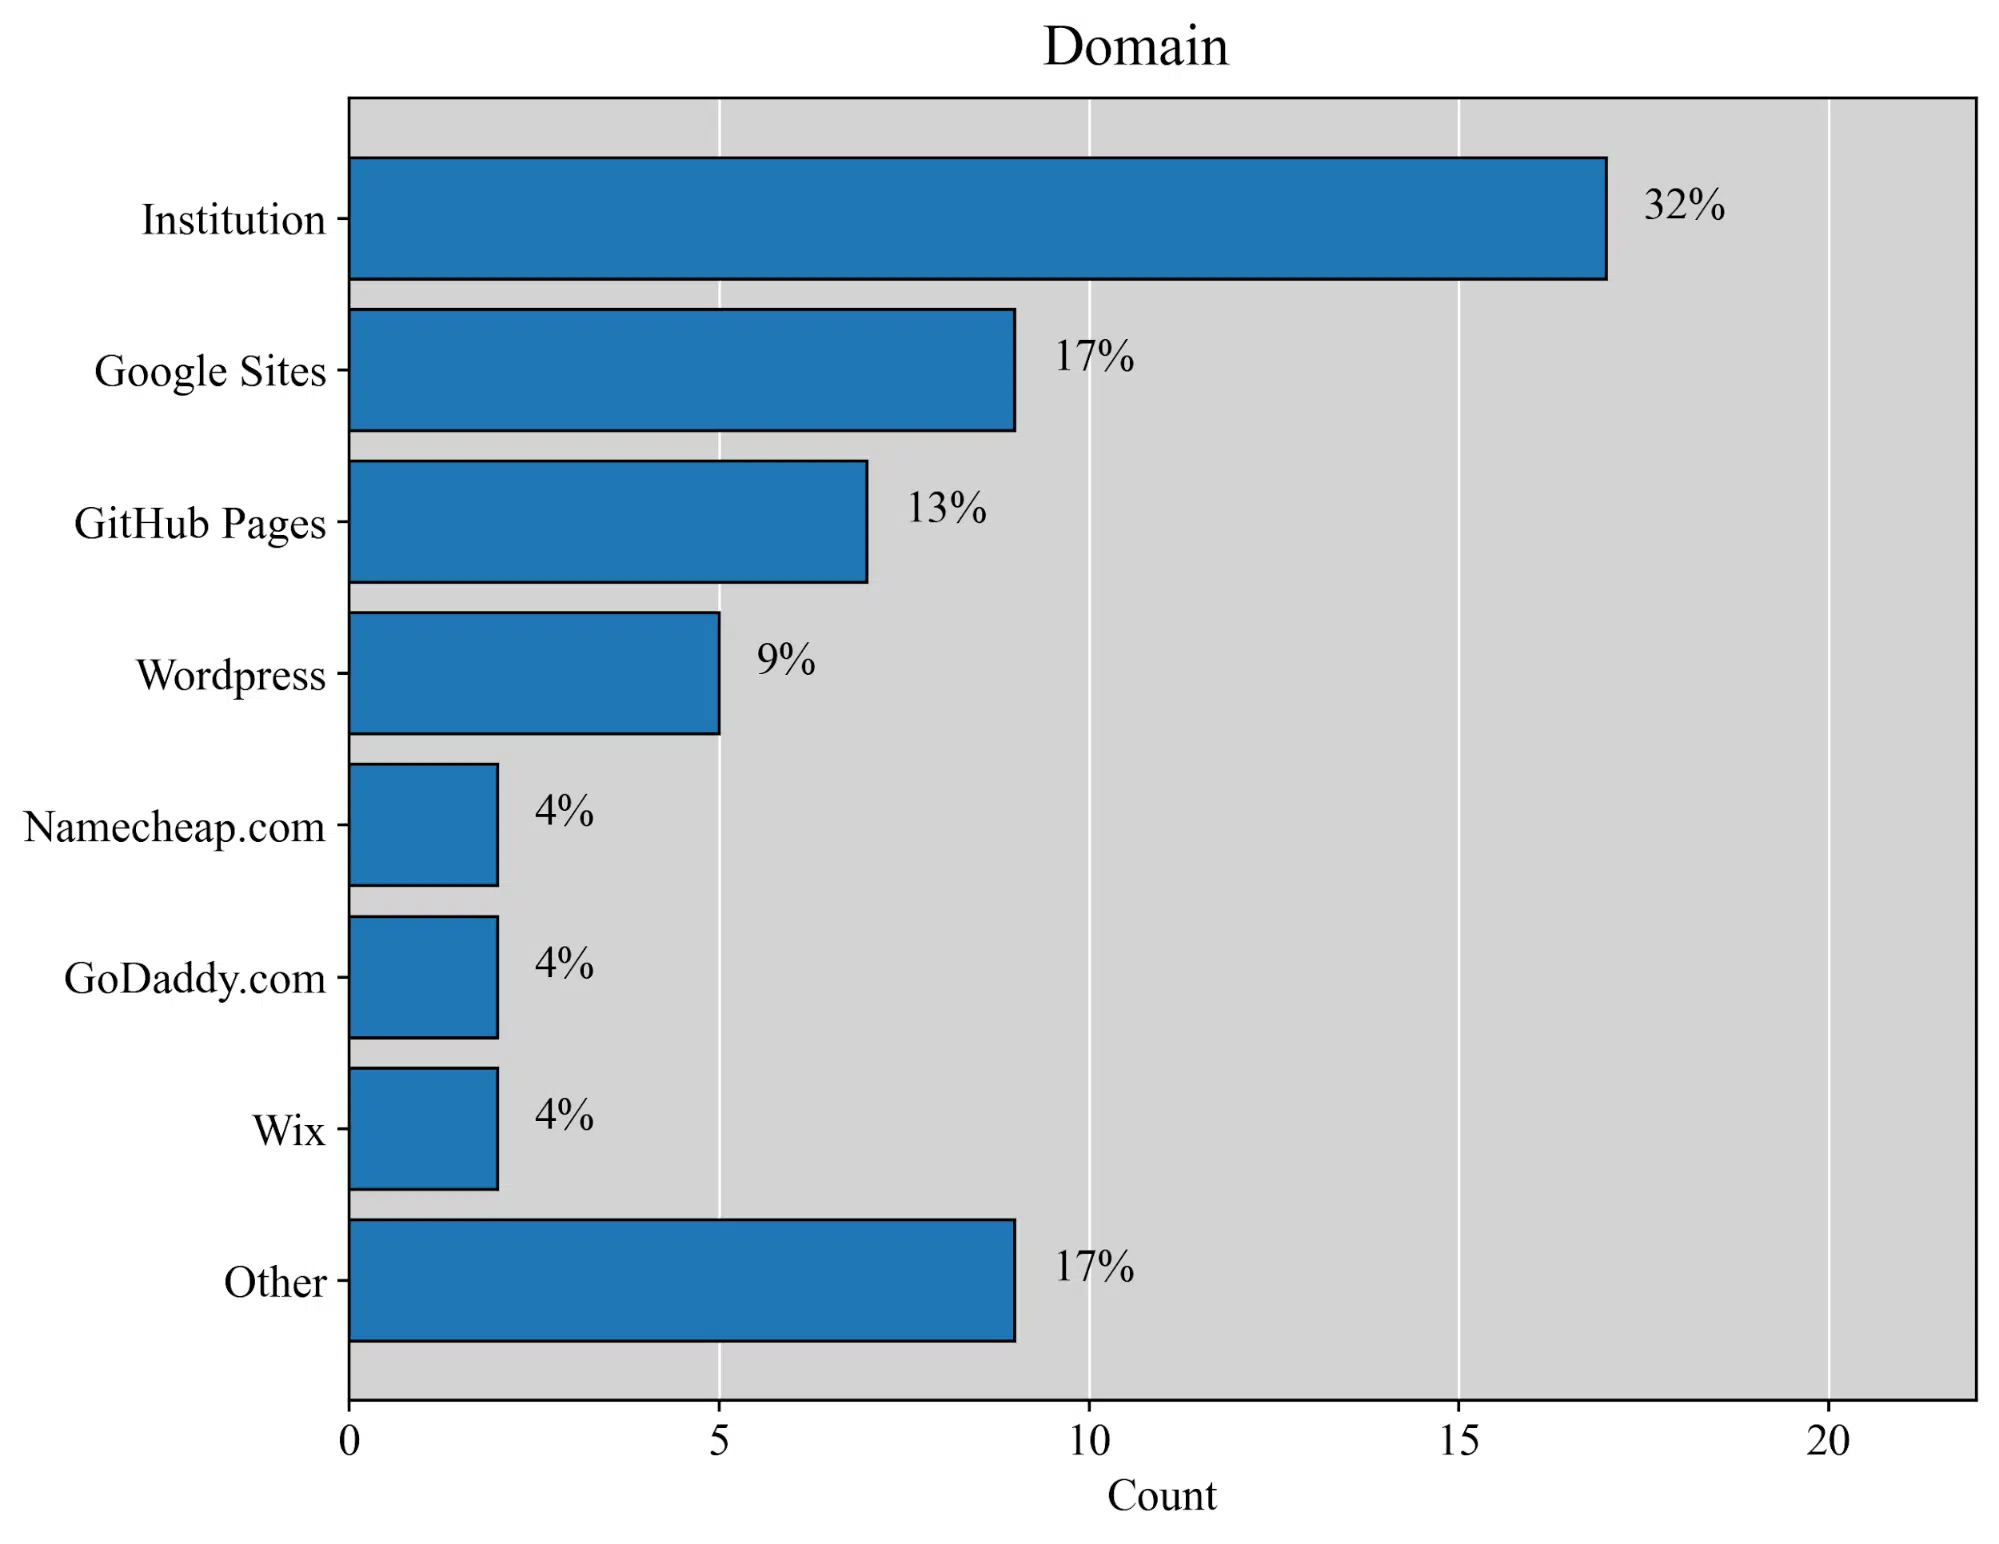 Domain
Institution
32%
Google Sites
17%
GitHub Pages
13%
Wordpress
9%
Namecheap.com
4%
GoDaddy.com
4%
Wix
4%
Other
17%
0 5 10 15 20
Count